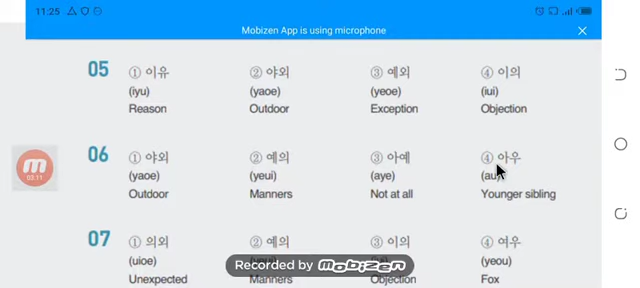 11:25
Mobizen App is using microphone
05 ① 이유 ② 야외 ③ 예외 ④ 이의
(iyu) (yaoe) (yeoe) (iui)
Reason Outdoor Exception Objection
06 ① 야외 ② 예의 ③ 아예 ④ 아우
(yaoe) (yeui) (aye) (au)
Outdoor Manners Not at all Younger sibling
03:11
07 ① 의외 ② 예의 ③ 이의 ④ 여우
(uioe) (yeou)
Recorded by mobizen
Unexpected Manners Objection Fox